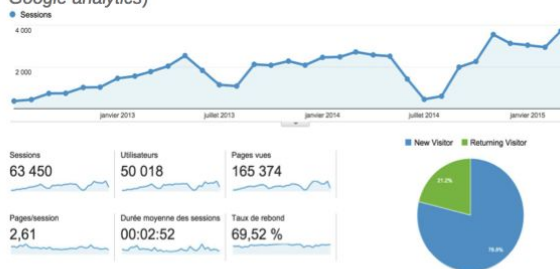 Google analytics)
Sessions
4 000
2 000
janvier 2013
juillet 2013
janvier 2014
juillet 2014
janvier 2015
Sessions
63 450
Utilisateurs
50 018
Pages vues
165 374
Pages/session
2,61
Durée moyenne des sessions
00:02:52
Taux de rebond
69,52 %
New Visitor
Returning Visitor